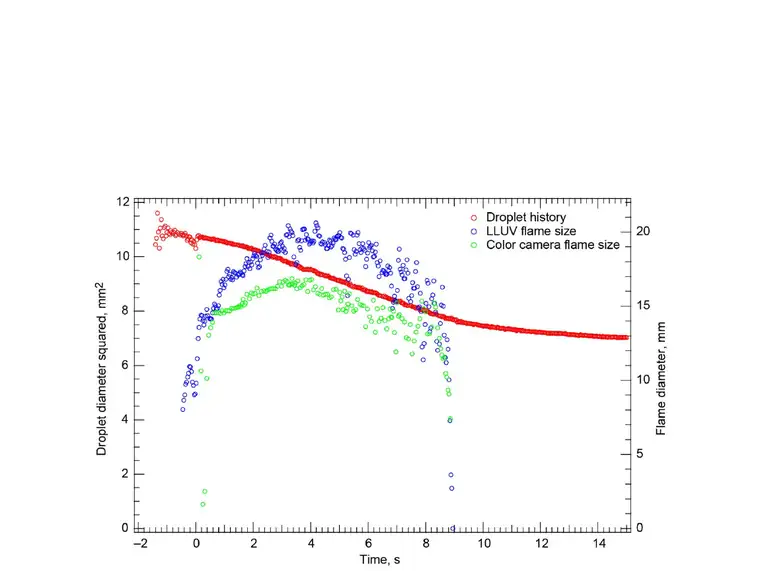 12
10
8
6
4
2
0
Droplet diameter squared, mm2
Droplet history
LLUV flame size
Color camera flame size
20
15
10
5
0
Flame diameter, mm
–2 0 2 4 6 8 10 12 14
Time, s